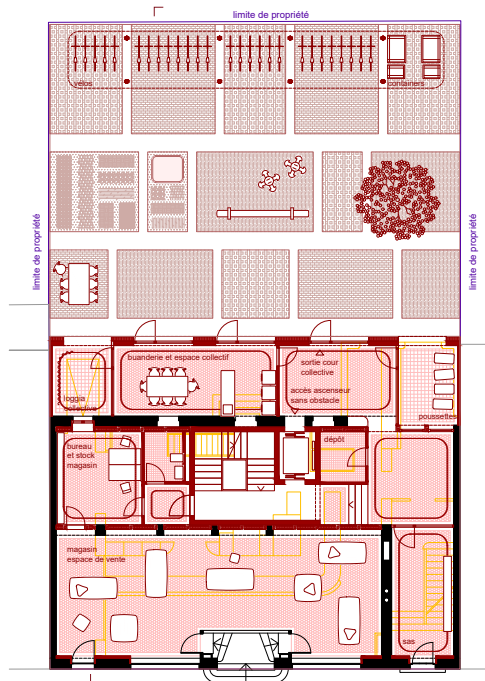 limite de propriété
vélos
containers
limite de propriété
limite de propriété
buanderie et espace collectif
sortie cour
collective
accès ascenseur
sans obstacle
loggia
collective
poussettes
bureau
et stock
magasin
dépôt
magasin
espace de vente
sas